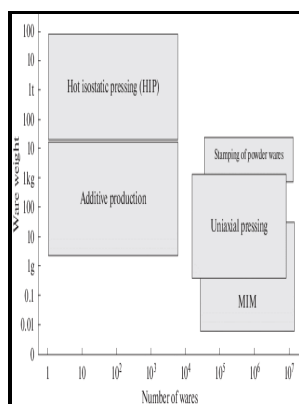 Ware weight
100
10
1t
100
10
1kg
100
10
1g
0.1
0.01
0
Hot isostatic pressing (HIP)
Additive production
Stamping of powder wares
Uniaxial pressing
MIM
1
10
10²
10³
10⁴
10⁵
10⁶
10⁷
Number of wares